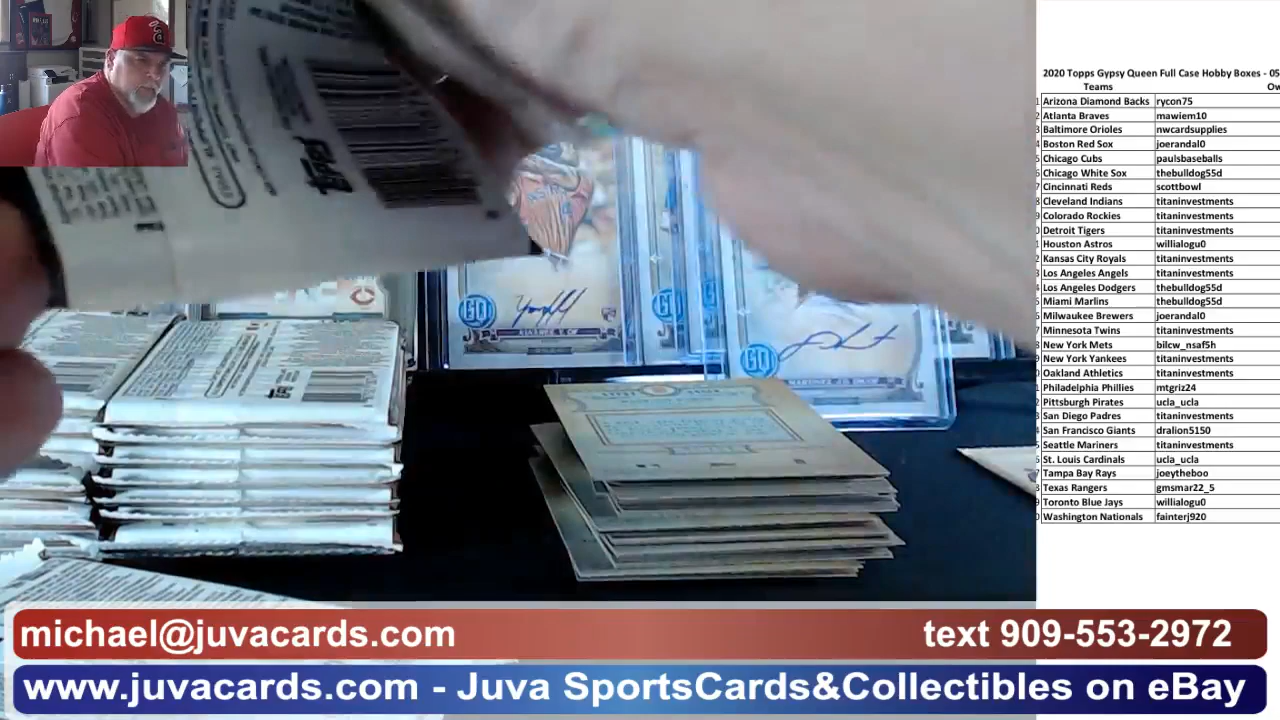 2020 Topps Gypsy Queen Full Case Hobby Boxes - 05
Teams Ow
Arizona Diamond Backs rycon75
Atlanta Braves mawiem10
Baltimore Orioles nwcardsupplies
Boston Red Sox joerandal0
Chicago Cubs paulsbaseballs
Chicago White Sox thebulldog55d
Cincinnati Reds scottbowl
Cleveland Indians titaninvestments
Colorado Rockies titaninvestments
Detroit Tigers titaninvestments
Houston Astros willialogu0
Kansas City Royals titaninvestments
Los Angeles Angels titaninvestments
Los Angeles Dodgers thebulldog55d
Miami Marlins thebulldog55d
Milwaukee Brewers joerandal0
Minnesota Twins titaninvestments
New York Mets bilcw_nsaf5h
New York Yankees titaninvestments
Oakland Athletics titaninvestments
Philadelphia Phillies mtgriz24
Pittsburgh Pirates ucla_ucla
San Diego Padres titaninvestments
San Francisco Giants dralion5150
Seattle Mariners titaninvestments
St. Louis Cardinals ucla_ucla
Tampa Bay Rays joeytheboo
Texas Rangers gmsmar22_5
Toronto Blue Jays willialogu0
Washington Nationals fainterj920
GQ
GQ
GQ
michael@juvacards.com text 909-553-2972
www.juvacards.com - Juva SportsCards&Collectibles on eBay